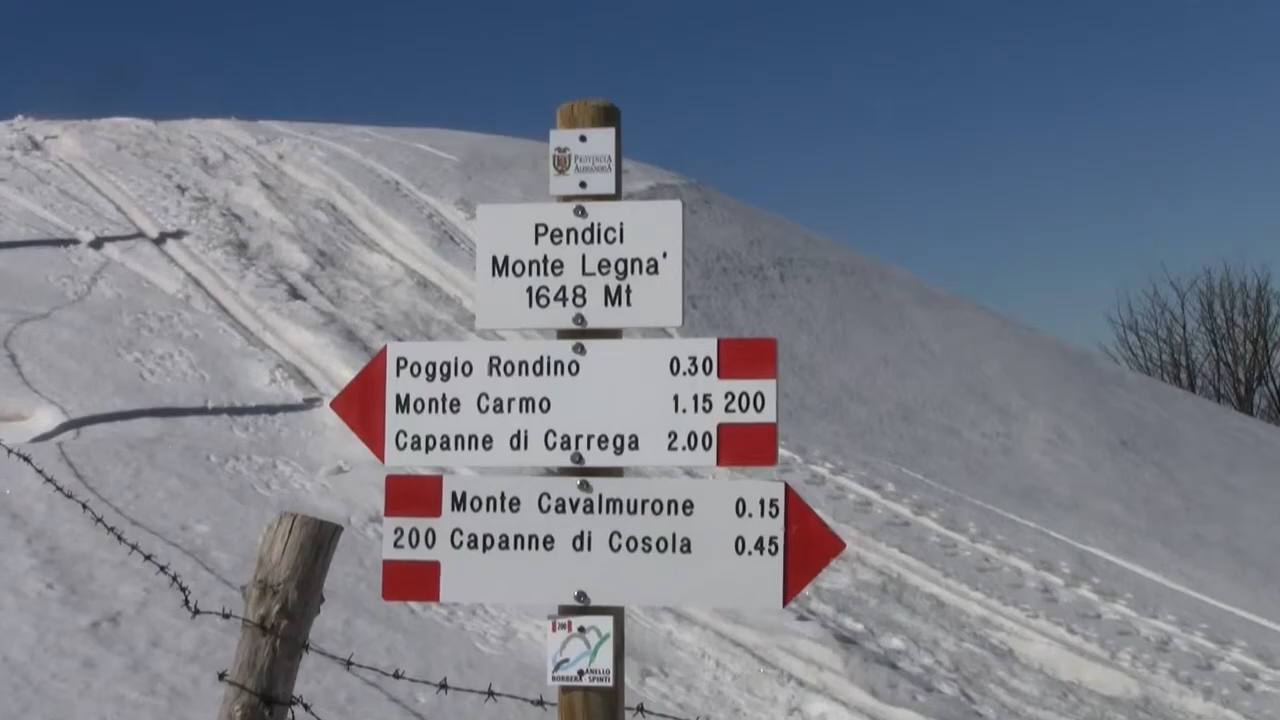 PROVINCIA
ALESSANDRIA
Pendici
Monte Legna'
1648 Mt
Poggio Rondino 0.30
Monte Carmo 1.15 200
Capanne di Carrega 2.00
Monte Cavalmurone 0.15
200 Capanne di Cosola 0.45
200
ANELLO
BORBERA - SPINTI